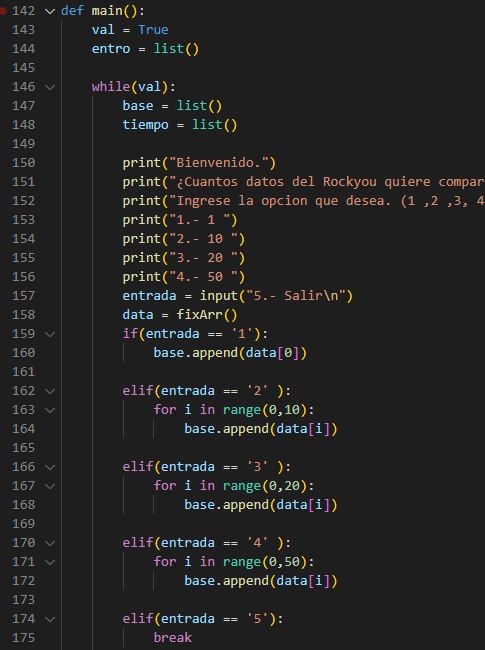 142 def main():
143 val = True
144 entro = list()
145
146 while(val):
147 base = list()
148 tiempo = list()
149
150 print("Bienvenido.")
151 print("¿Cuantos datos del Rockyou quiere compar
152 print("Ingrese la opcion que desea. (1 ,2 ,3, 4
153 print("1.- 1 ")
154 print("2.- 10 ")
155 print("3.- 20 ")
156 print("4.- 50 ")
157 entrada = input("5.- Salir\n")
158 data = fixArr()
159 if(entrada == '1'):
160 base.append(data[0])
161
162 elif(entrada == '2' ):
163 for i in range(0,10):
164 base.append(data[i])
165
166 elif(entrada == '3' ):
167 for i in range(0,20):
168 base.append(data[i])
169
170 elif(entrada == '4' ):
171 for i in range(0,50):
172 base.append(data[i])
173
174 elif(entrada == '5'):
175 break